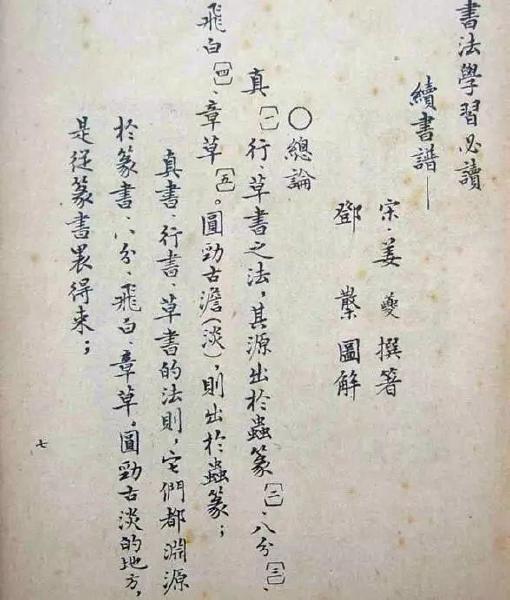 書法學習必讀
續書譜——
宋·姜夔撰著
鄧散圖解
〇總論
真〔一〕行、草書之法,其源出於蟲篆〔二〕、八分〔三〕、
飛白〔四〕、章草〔五〕。圓勁古澹(淡),則出於蟲篆;
真書、行書、草書的法則,它們都淵源
於篆書、八分、飛白、章草。圓勁古淡的地方,
是從篆書裏得來;
七